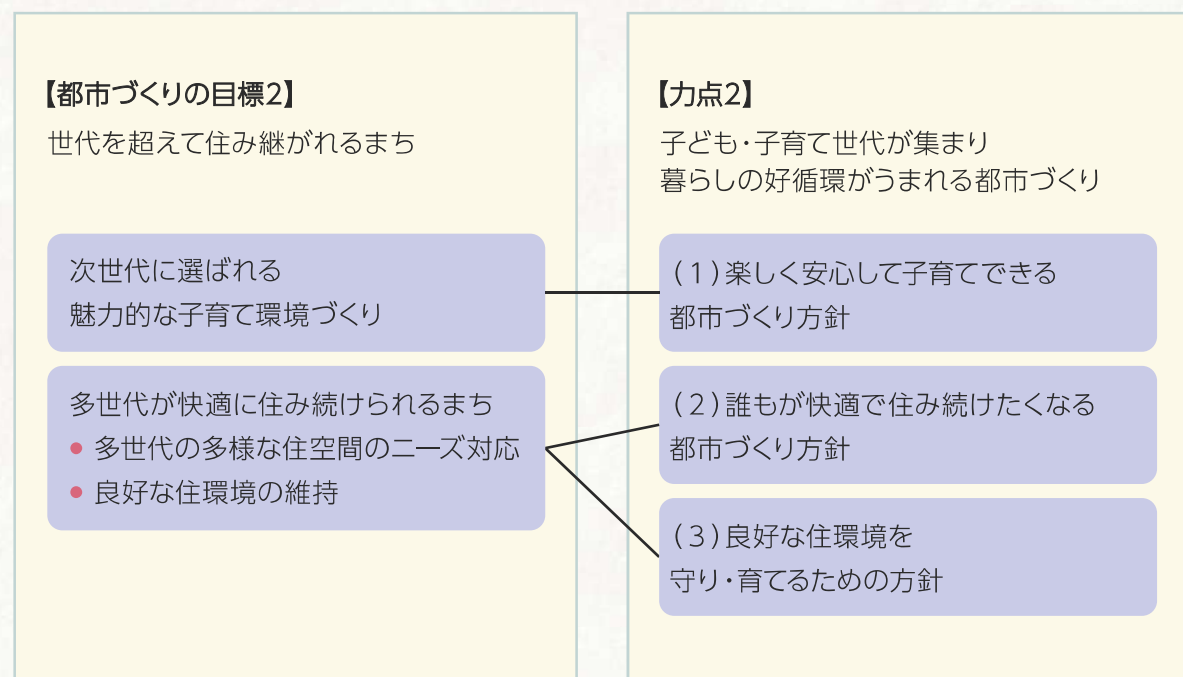 【都市づくりの目標2】
世代を超えて住み継がれるまち
次世代に選ばれる
魅力的な子育て環境づくり
多世代が快適に住み続けられるまち
● 多世代の多様な住空間のニーズ対応
● 良好な住環境の維持
【力点2】
子ども・子育て世代が集まり
暮らしの好循環がうまれる都市づくり
(1)楽しく安心して子育てできる
都市づくり方針
(2)誰もが快適で住み続けたくなる
都市づくり方針
(3)良好な住環境を
守り・育てるための方針